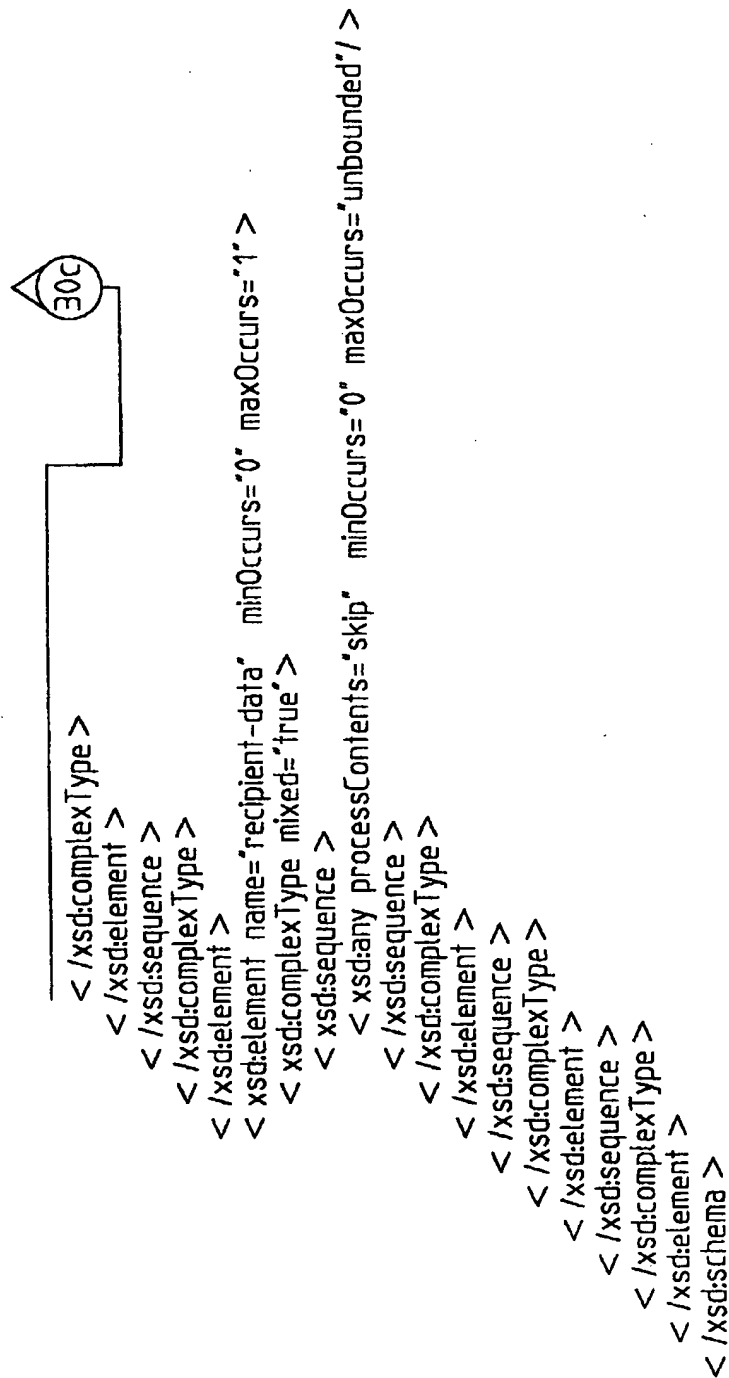 30c
< /xsd:complexType >
< /xsd:element >
< /xsd:sequence >
< /xsd:complexType >
< /xsd:element >
< xsd:element name="recipient-data" minOccurs="0" maxOccurs="1" >
< xsd:complexType mixed="true" >
< xsd:sequence >
< xsd:any processContents="skip" minOccurs="0" maxOccurs="unbounded"/ >
< /xsd:sequence >
< /xsd:complexType >
< /xsd:element >
< /xsd:sequence >
< /xsd:complexType >
< /xsd:element >
< /xsd:sequence >
< /xsd:complexType >
< /xsd:element >
< /xsd:schema >